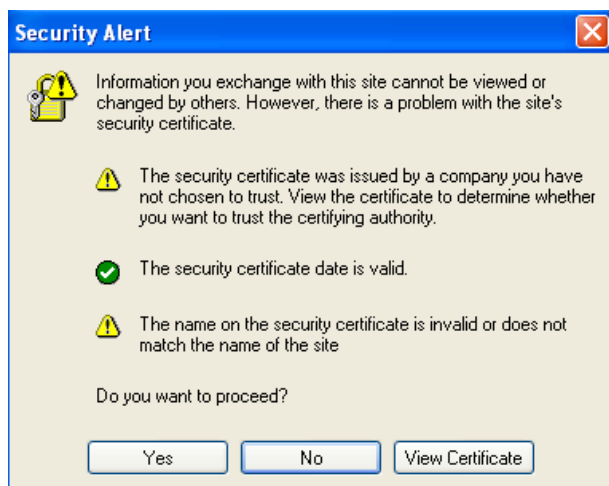 Security Alert
Information you exchange with this site cannot be viewed or
changed by others. However, there is a problem with the site's
security certificate.
The security certificate was issued by a company you have
not chosen to trust. View the certificate to determine whether
you want to trust the certifying authority.
The security certificate date is valid.
The name on the security certificate is invalid or does not
match the name of the site
Do you want to proceed?
Yes
No
View Certificate